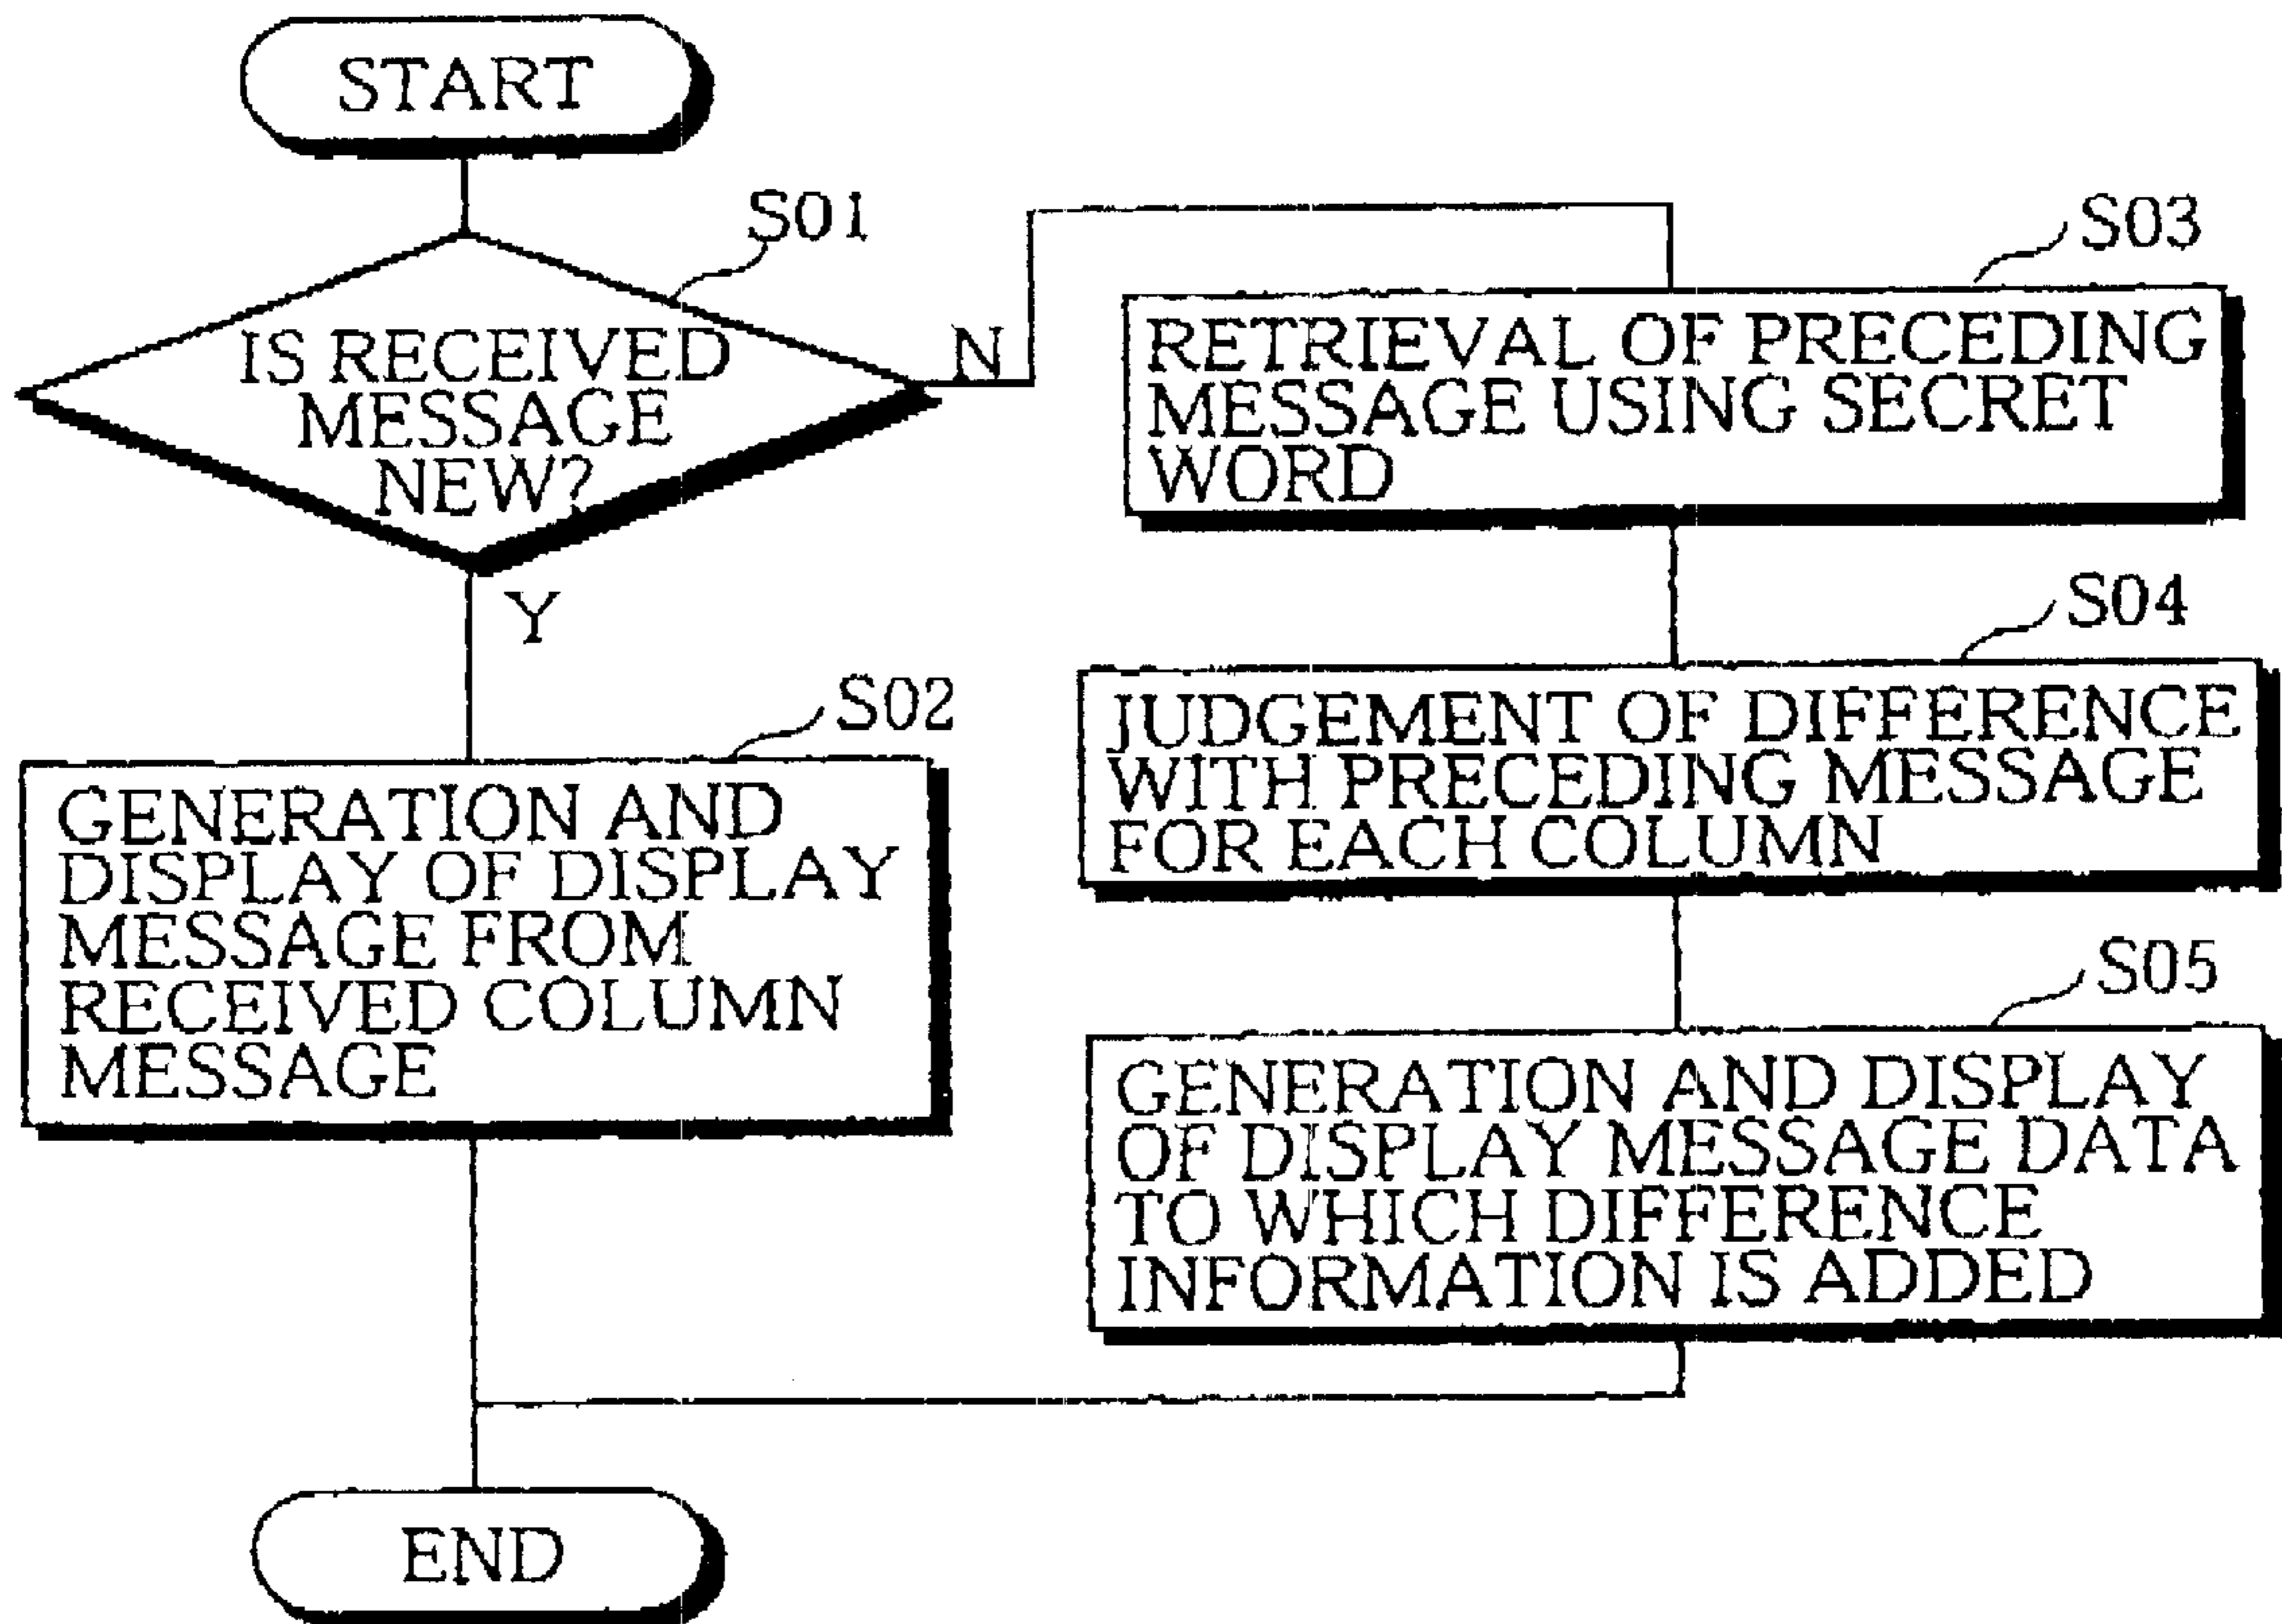 START
S01
IS RECEIVED
MESSAGE
NEW?
N
Y
S02
GENERATION AND
DISPLAY OF DISPLAY
MESSAGE FROM
RECEIVED COLUMN
MESSAGE
S03
RETRIEVAL OF PRECEDING
MESSAGE USING SECRET
WORD
S04
JUDGEMENT OF DIFFERENCE
WITH PRECEDING MESSAGE
FOR EACH COLUMN
S05
GENERATION AND DISPLAY
OF DISPLAY MESSAGE DATA
TO WHICH DIFFERENCE
INFORMATION IS ADDED
END